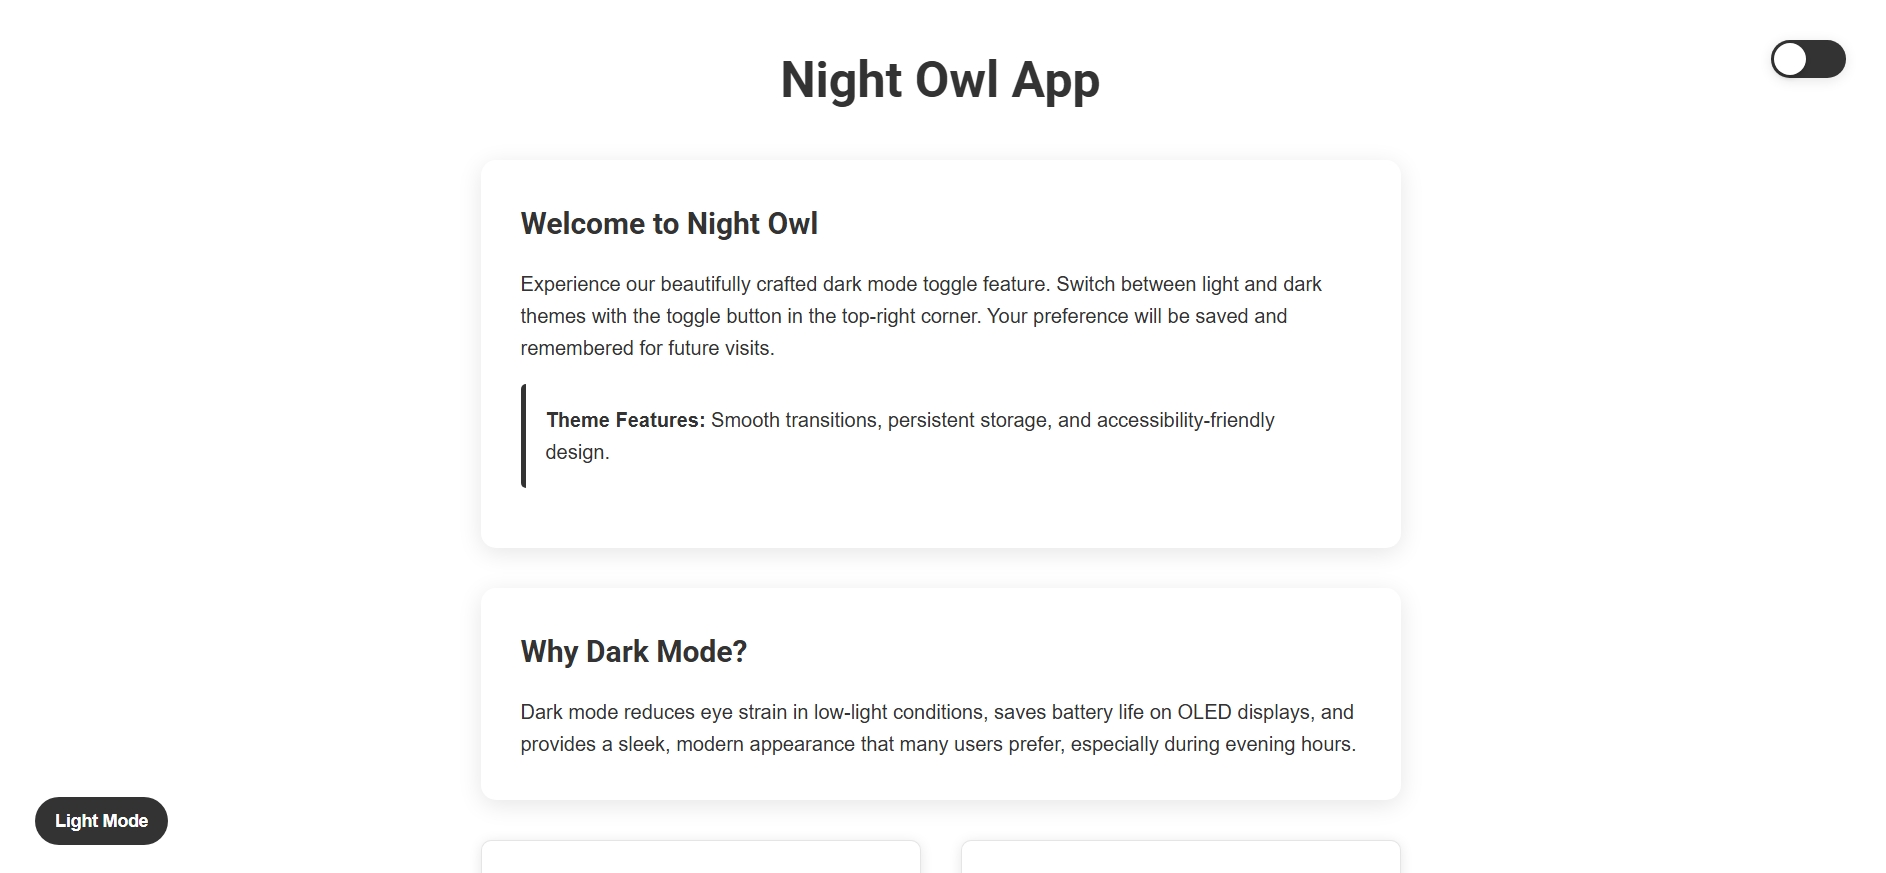 Night Owl App
Welcome to Night Owl
Experience our beautifully crafted dark mode toggle feature. Switch between light and dark
themes with the toggle button in the top-right corner. Your preference will be saved and
remembered for future visits.
Theme Features: Smooth transitions, persistent storage, and accessibility-friendly
design.
Why Dark Mode?
Dark mode reduces eye strain in low-light conditions, saves battery life on OLED displays, and
provides a sleek, modern appearance that many users prefer, especially during evening hours.
Light Mode